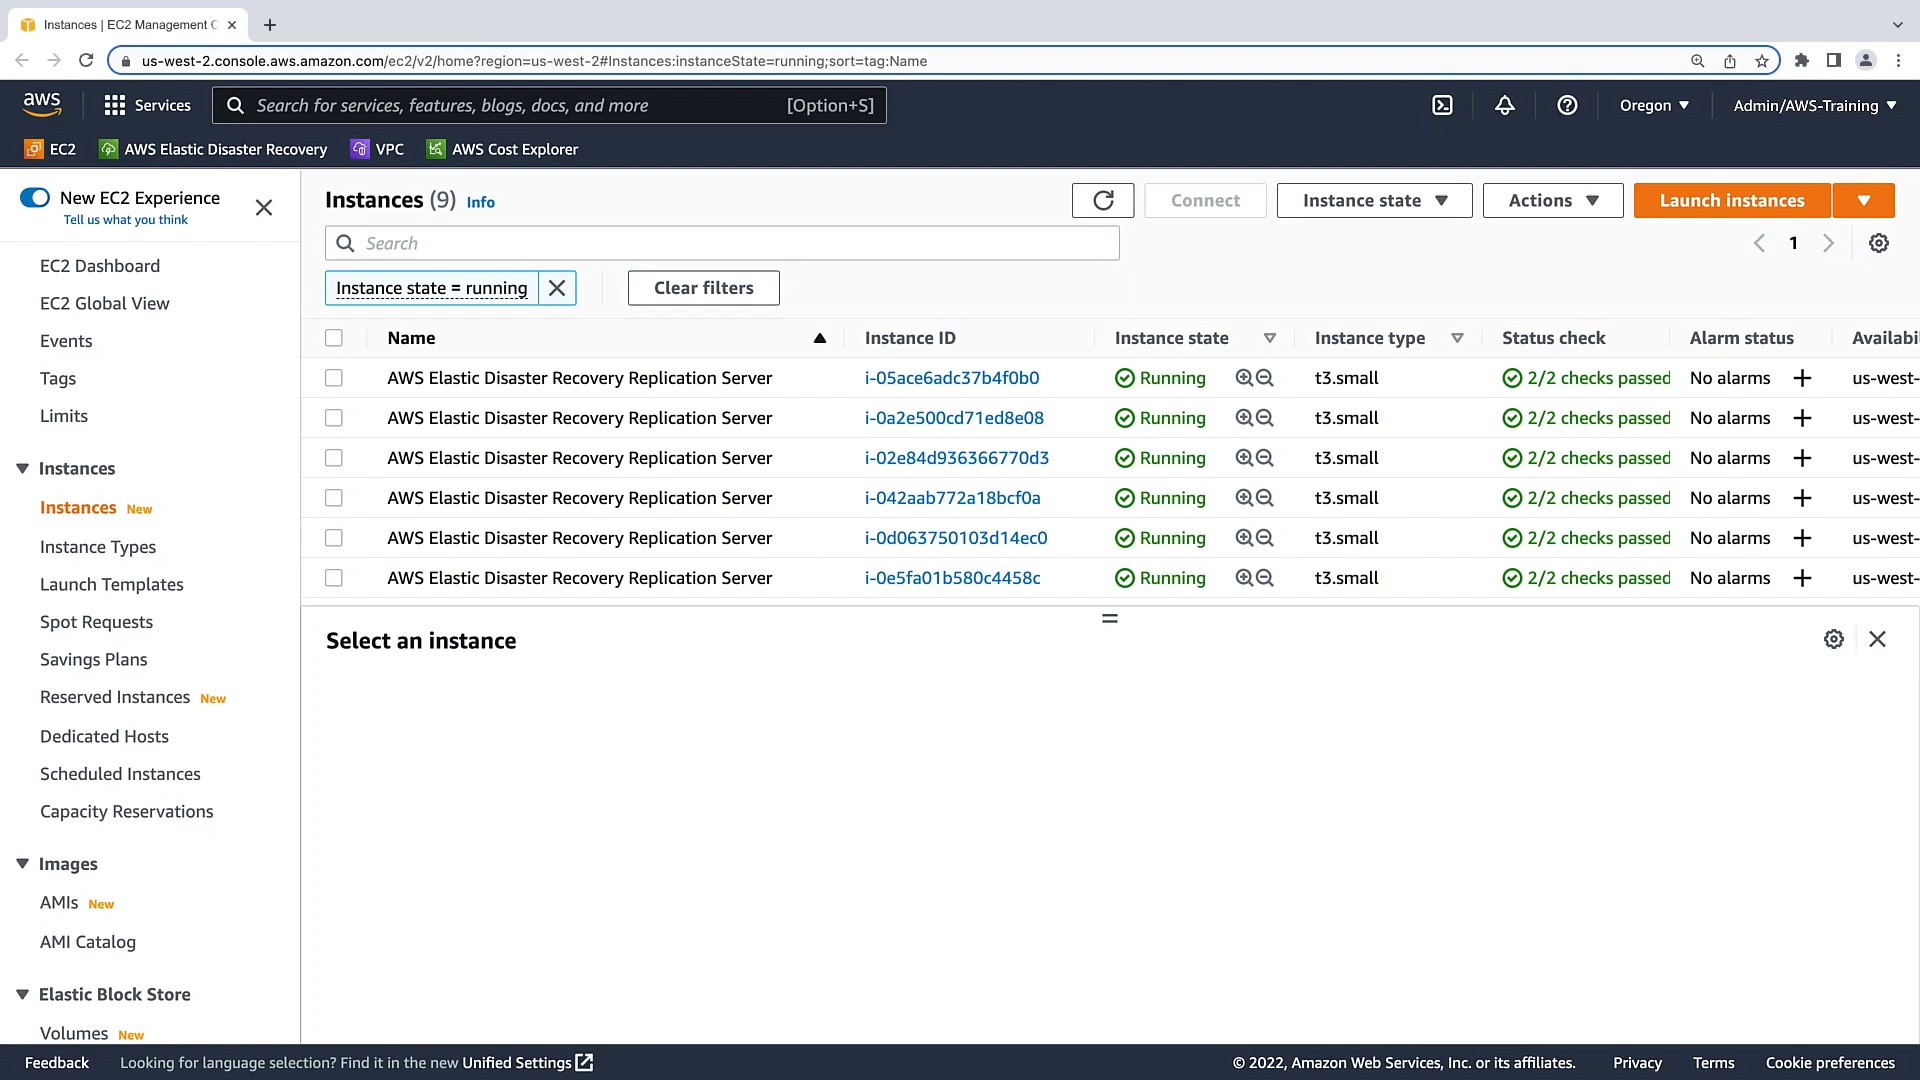 Instances | EC2 Management C
us-west-2.console.aws.amazon.com/ec2/v2/home?region=us-west-2#Instances:instanceState=running;sort=tag:Name
aws
Services
Search for services, features, blogs, docs, and more
[Option+S]
Oregon
Admin/AWS-Training
EC2
AWS Elastic Disaster Recovery
VPC
AWS Cost Explorer
New EC2 Experience
Tell us what you think
EC2 Dashboard
EC2 Global View
Events
Tags
Limits
Instances
Instances New
Instance Types
Launch Templates
Spot Requests
Savings Plans
Reserved Instances New
Dedicated Hosts
Scheduled Instances
Capacity Reservations
Images
AMIs New
AMI Catalog
Elastic Block Store
Volumes New
Instances (9) Info
Connect
Instance state
Actions
Launch instances
Search
1
Instance state = running
Clear filters
Name Instance ID Instance state Instance type Status check Alarm status Availabi
AWS Elastic Disaster Recovery Replication Server i-05ace6adc37b4f0b0 Running t3.small 2/2 checks passed No alarms + us-west-
AWS Elastic Disaster Recovery Replication Server i-0a2e500cd71ed8e08 Running t3.small 2/2 checks passed No alarms + us-west-
AWS Elastic Disaster Recovery Replication Server i-02e84d936366770d3 Running t3.small 2/2 checks passed No alarms + us-west-
AWS Elastic Disaster Recovery Replication Server i-042aab772a18bcf0a Running t3.small 2/2 checks passed No alarms + us-west-
AWS Elastic Disaster Recovery Replication Server i-0d063750103d14ec0 Running t3.small 2/2 checks passed No alarms + us-west-
AWS Elastic Disaster Recovery Replication Server i-0e5fa01b580c4458c Running t3.small 2/2 checks passed No alarms + us-west-
Select an instance
Feedback
Looking for language selection? Find it in the new Unified Settings
© 2022, Amazon Web Services, Inc. or its affiliates.
Privacy
Terms
Cookie preferences